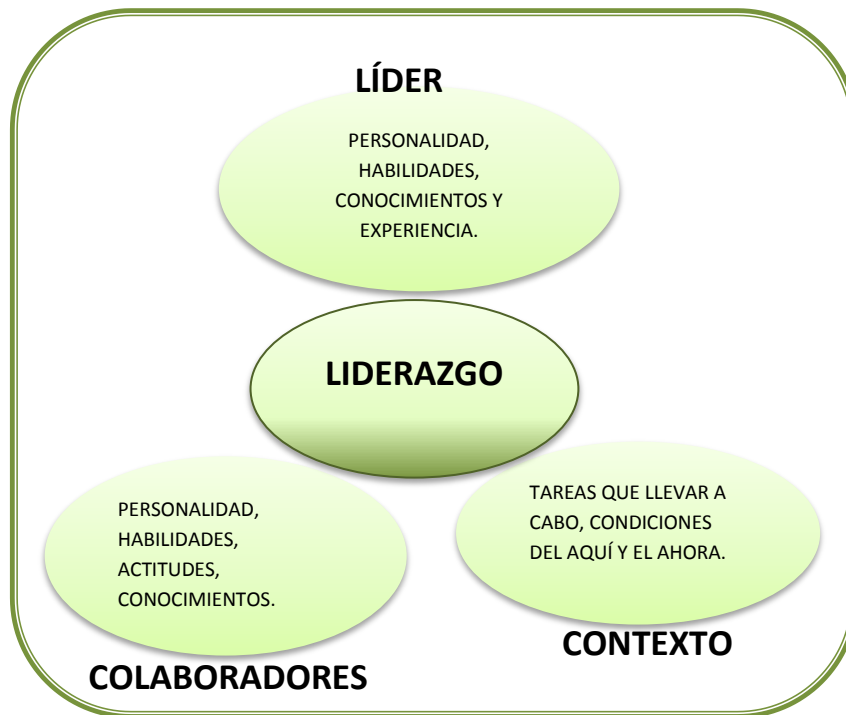 LÍDER
PERSONALIDAD,
HABILIDADES,
CONOCIMIENTOS Y
EXPERIENCIA.
LIDERAZGO
PERSONALIDAD,
HABILIDADES,
ACTITUDES,
CONOCIMIENTOS.
COLABORADORES
TAREAS QUE LLEVAR A
CABO, CONDICIONES
DEL AQUÍ Y EL AHORA.
CONTEXTO